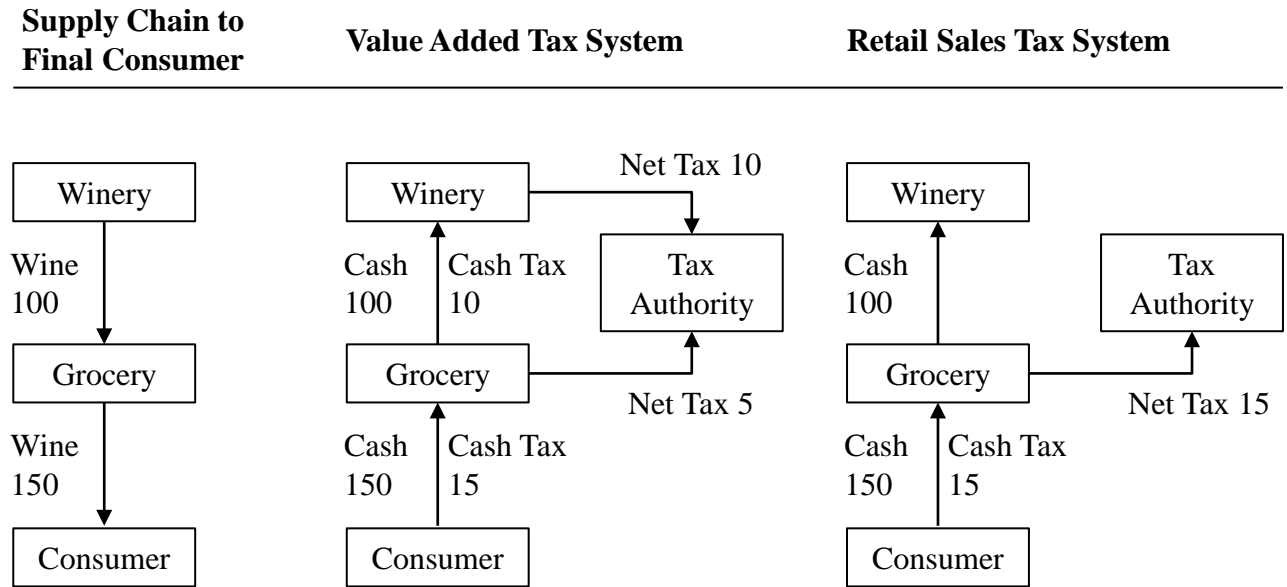 Supply Chain to
Final Consumer
Value Added Tax System
Retail Sales Tax System
Winery
Wine
100
Grocery
Wine
150
Consumer
Winery
Net Tax 10
Cash
100
Cash Tax
10
Tax
Authority
Grocery
Net Tax 5
Cash
150
Cash Tax
15
Consumer
Winery
Cash
100
Tax
Authority
Grocery
Net Tax 15
Cash
150
Cash Tax
15
Consumer